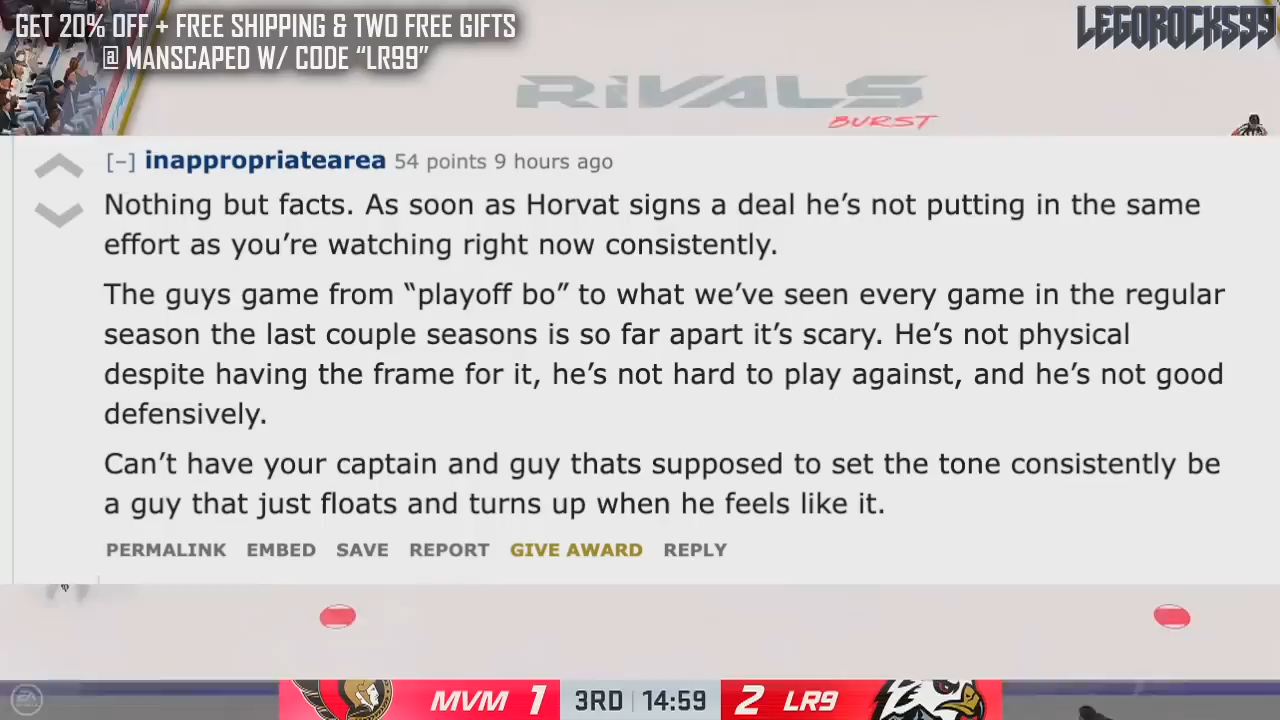 GET 20% OFF + FREE SHIPPING & TWO FREE GIFTS
@ MANSCAPED W/ CODE "LR99"
LEGOROCKS99
RIVALS
BURST
[–] inappropriatearea 54 points 9 hours ago
Nothing but facts. As soon as Horvat signs a deal he’s not putting in the same
effort as you’re watching right now consistently.
The guys game from “playoff bo” to what we’ve seen every game in the regular
season the last couple seasons is so far apart it’s scary. He’s not physical
despite having the frame for it, he’s not hard to play against, and he’s not good
defensively.
Can’t have your captain and guy thats supposed to set the tone consistently be
a guy that just floats and turns up when he feels like it.
PERMALINK EMBED SAVE REPORT GIVE AWARD REPLY
MVM 1 3RD 14:59 2 LR9